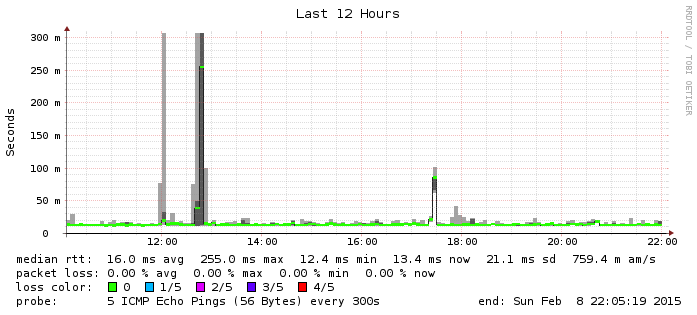 Last 12 Hours
RRDTOOL / TOBI OETIKER
Seconds
300 m
250 m
200 m
150 m
100 m
50 m
0
12:00 14:00 16:00 18:00 20:00 22:00
median rtt: 16.0 ms avg 255.0 ms max 12.4 ms min 13.4 ms now 21.1 ms sd 759.4 m am/s
packet loss: 0.00 % avg 0.00 % max 0.00 % min 0.00 % now
loss color: 0 1/5 2/5 3/5 4/5
probe: 5 ICMP Echo Pings (56 Bytes) every 300s end: Sun Feb 8 22:05:19 2015